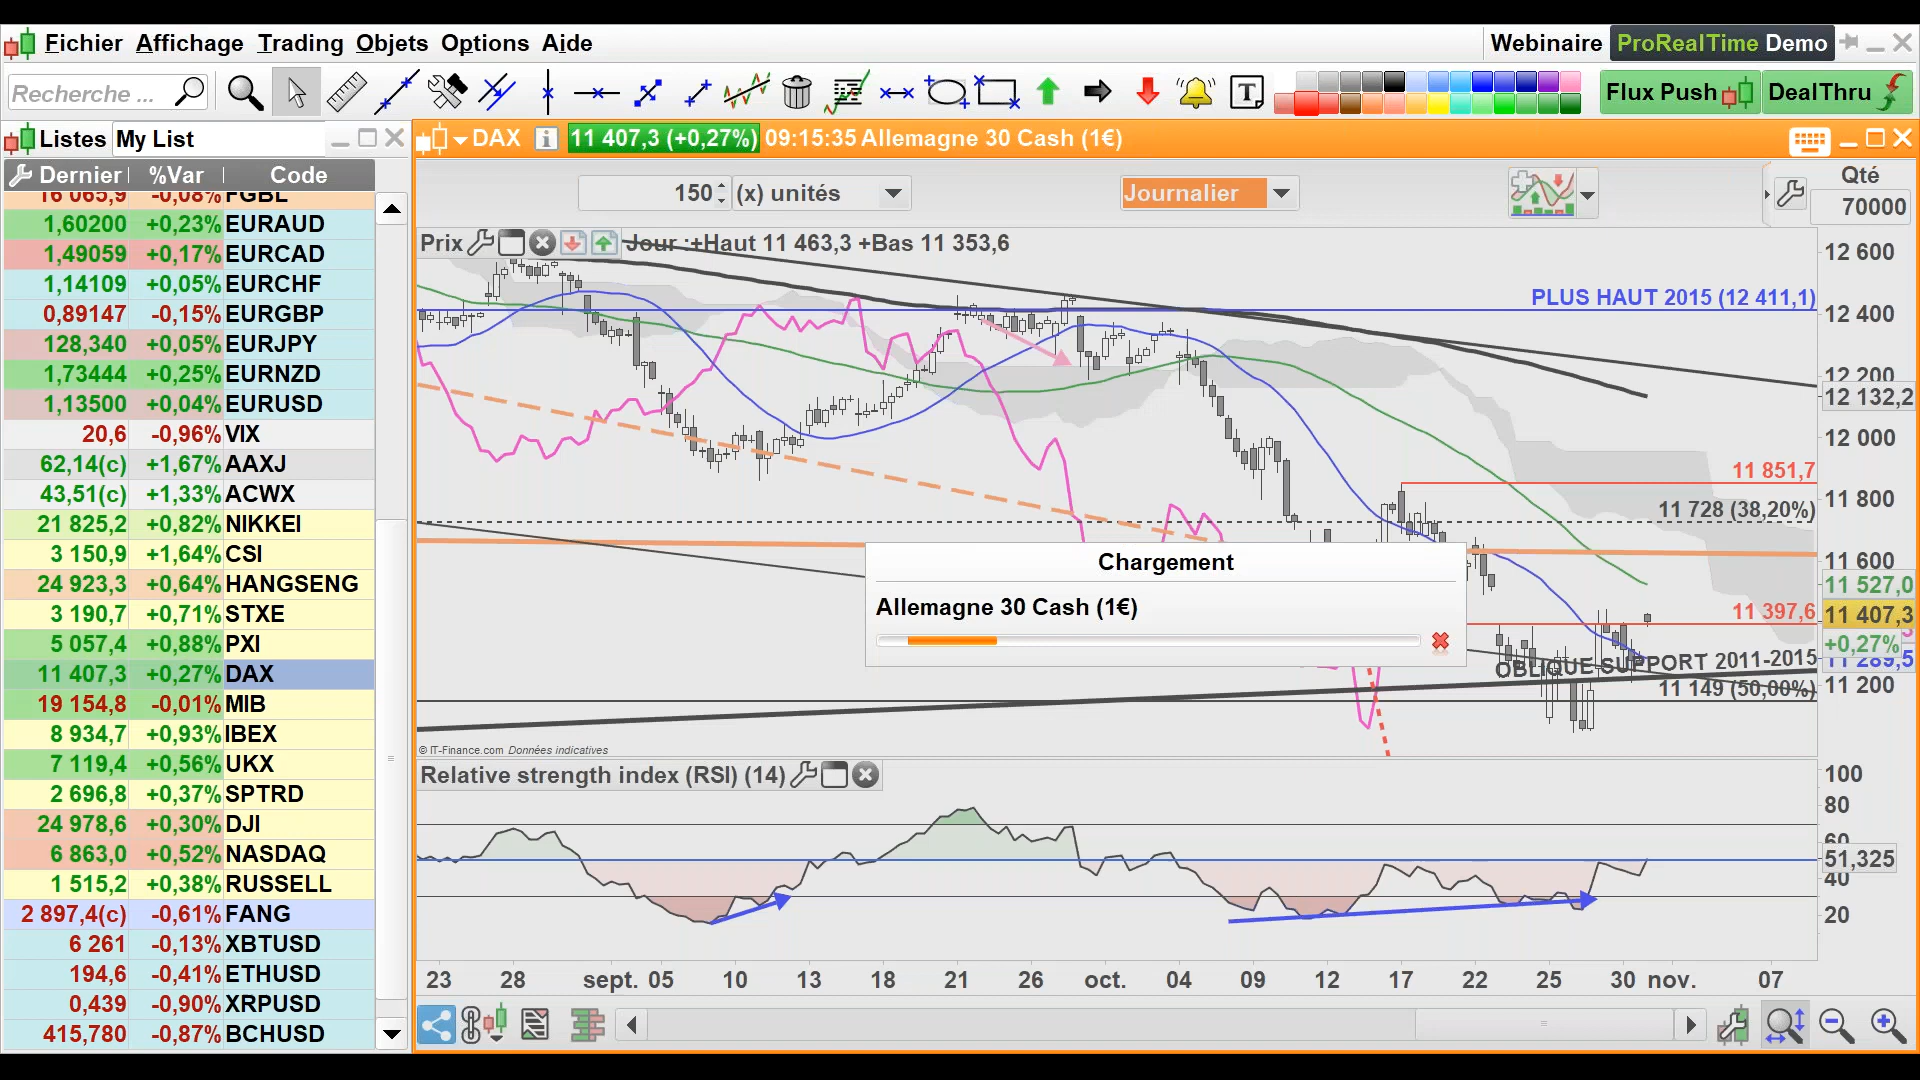 Fichier Affichage Trading Objets Options Aide Webinaire ProRealTime Demo
Recherche ... T Flux Push DealThru
Listes My List
Dernier %Var Code
16 065,9 -0,08% FGBL
1,60200 +0,23% EURAUD
1,49059 +0,17% EURCAD
1,14109 +0,05% EURCHF
0,89147 -0,15% EURGBP
128,340 +0,05% EURJPY
1,73444 +0,25% EURNZD
1,13500 +0,04% EURUSD
20,6 -0,96% VIX
62,14(c) +1,67% AAXJ
43,51(c) +1,33% ACWX
21 825,2 +0,82% NIKKEI
3 150,9 +1,64% CSI
24 923,3 +0,64% HANGSENG
3 190,7 +0,71% STXE
5 057,4 +0,88% PXI
11 407,3 +0,27% DAX
19 154,8 -0,01% MIB
8 934,7 +0,93% IBEX
7 119,4 +0,56% UKX
2 696,8 +0,37% SPTRD
24 978,6 +0,30% DJI
6 863,0 +0,52% NASDAQ
1 515,2 +0,38% RUSSELL
2 897,4(c) -0,61% FANG
6 261 -0,13% XBTUSD
194,6 -0,41% ETHUSD
0,439 -0,90% XRPUSD
415,780 -0,87% BCHUSD
DAX i 11 407,3 (+0,27%) 09:15:35 Allemagne 30 Cash (1€)
150 (x) unités Journalier
Qté
70000
Prix Jour :+Haut 11 463,3 +Bas 11 353,6
PLUS HAUT 2015 (12 411,1)
11 851,7
11 728 (38,20%)
11 397,6
OBLIQUE SUPPORT 2011-2015
11 149 (50,00%)
12 600
12 400
12 200
12 132,2
12 000
11 800
11 600
11 527,0
11 407,3
+0,27%
11 289,5
11 200
Chargement
Allemagne 30 Cash (1€)
© IT-Finance.com Données indicatives
Relative strength index (RSI) (14)
100
80
60
51,325
40
20
23 28 sept. 05 10 13 18 21 26 oct. 04 09 12 17 22 25 30 nov. 07